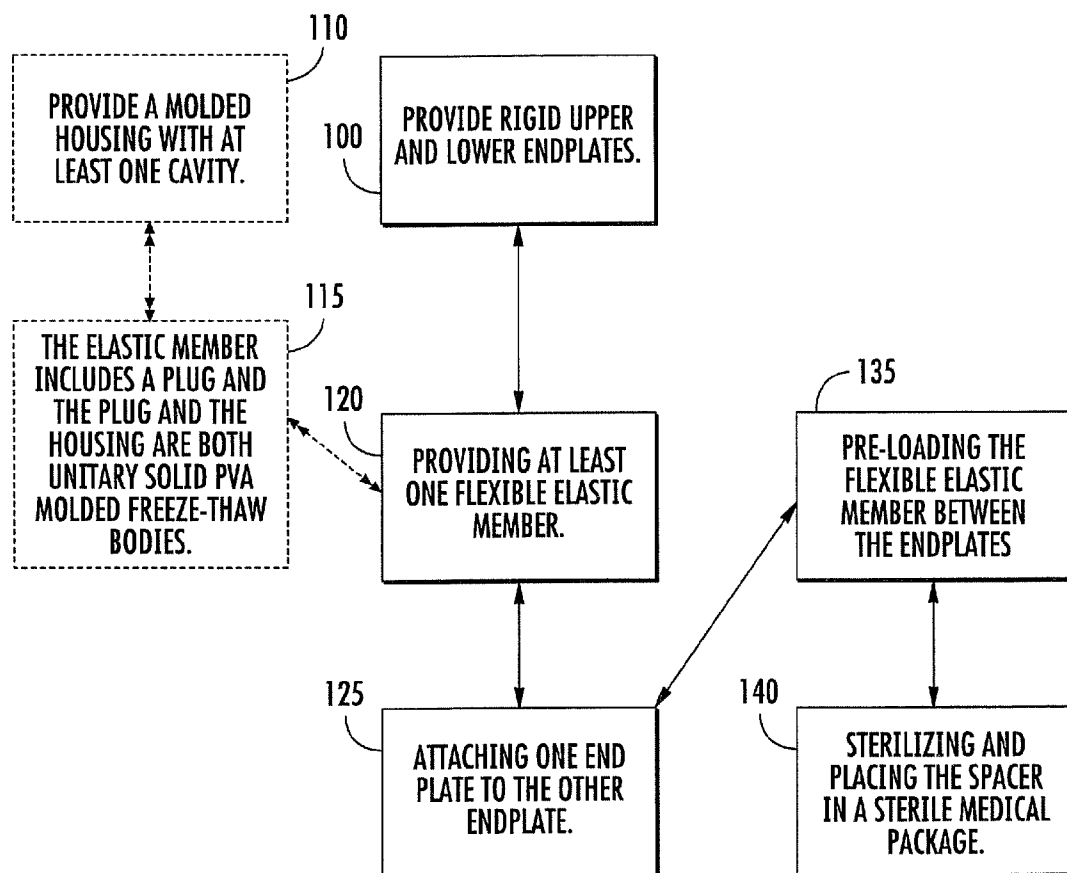 110
PROVIDE A MOLDED
HOUSING WITH AT
LEAST ONE CAVITY.
100
PROVIDE RIGID UPPER
AND LOWER ENDPLATES.
115
THE ELASTIC MEMBER
INCLUDES A PLUG AND
THE PLUG AND THE
HOUSING ARE BOTH
UNITARY SOLID PVA
MOLDED FREEZE-THAW
BODIES.
120
PROVIDING AT LEAST
ONE FLEXIBLE ELASTIC
MEMBER.
125
ATTACHING ONE END
PLATE TO THE OTHER
ENDPLATE.
135
PRE-LOADING THE
FLEXIBLE ELASTIC
MEMBER BETWEEN
THE ENDPLATES
140
STERILIZING AND
PLACING THE SPACER
IN A STERILE MEDICAL
PACKAGE.